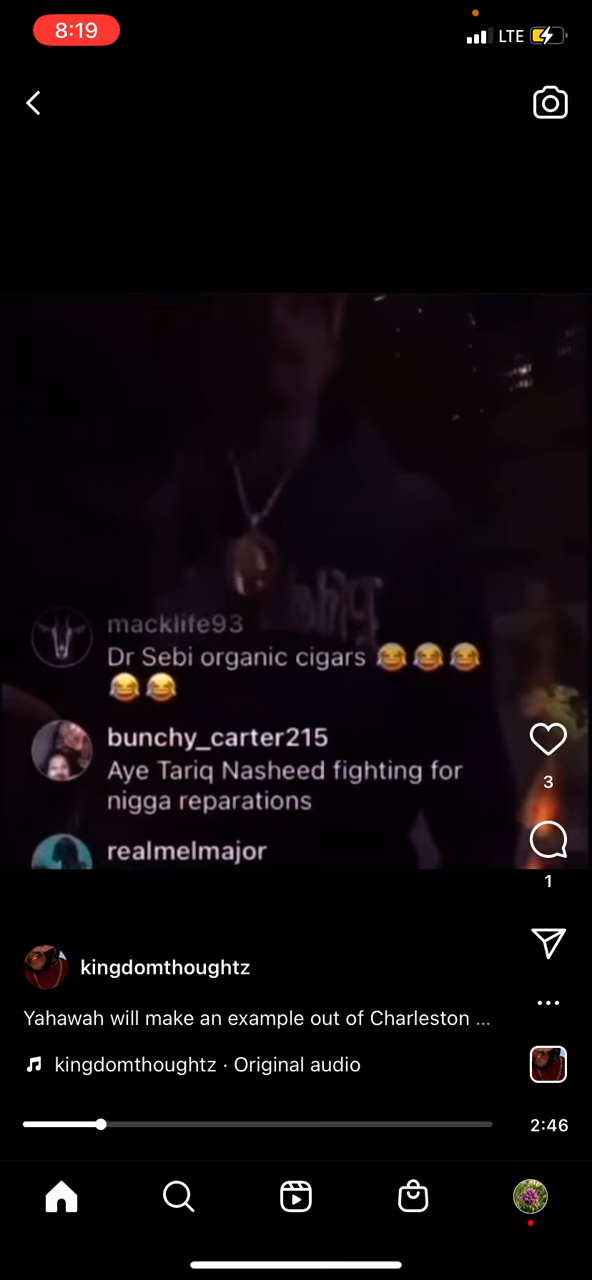 8:19
LTE
macklife93
Dr Sebi organic cigars 😂😂😂
😂😂
bunchy_carter215
Aye Tariq Nasheed fighting for
nigga reparations
realmelmajor
3
1
kingdomthoughtz
Yahawah will make an example out of Charleston ...
kingdomthoughtz · Original audio
2:46